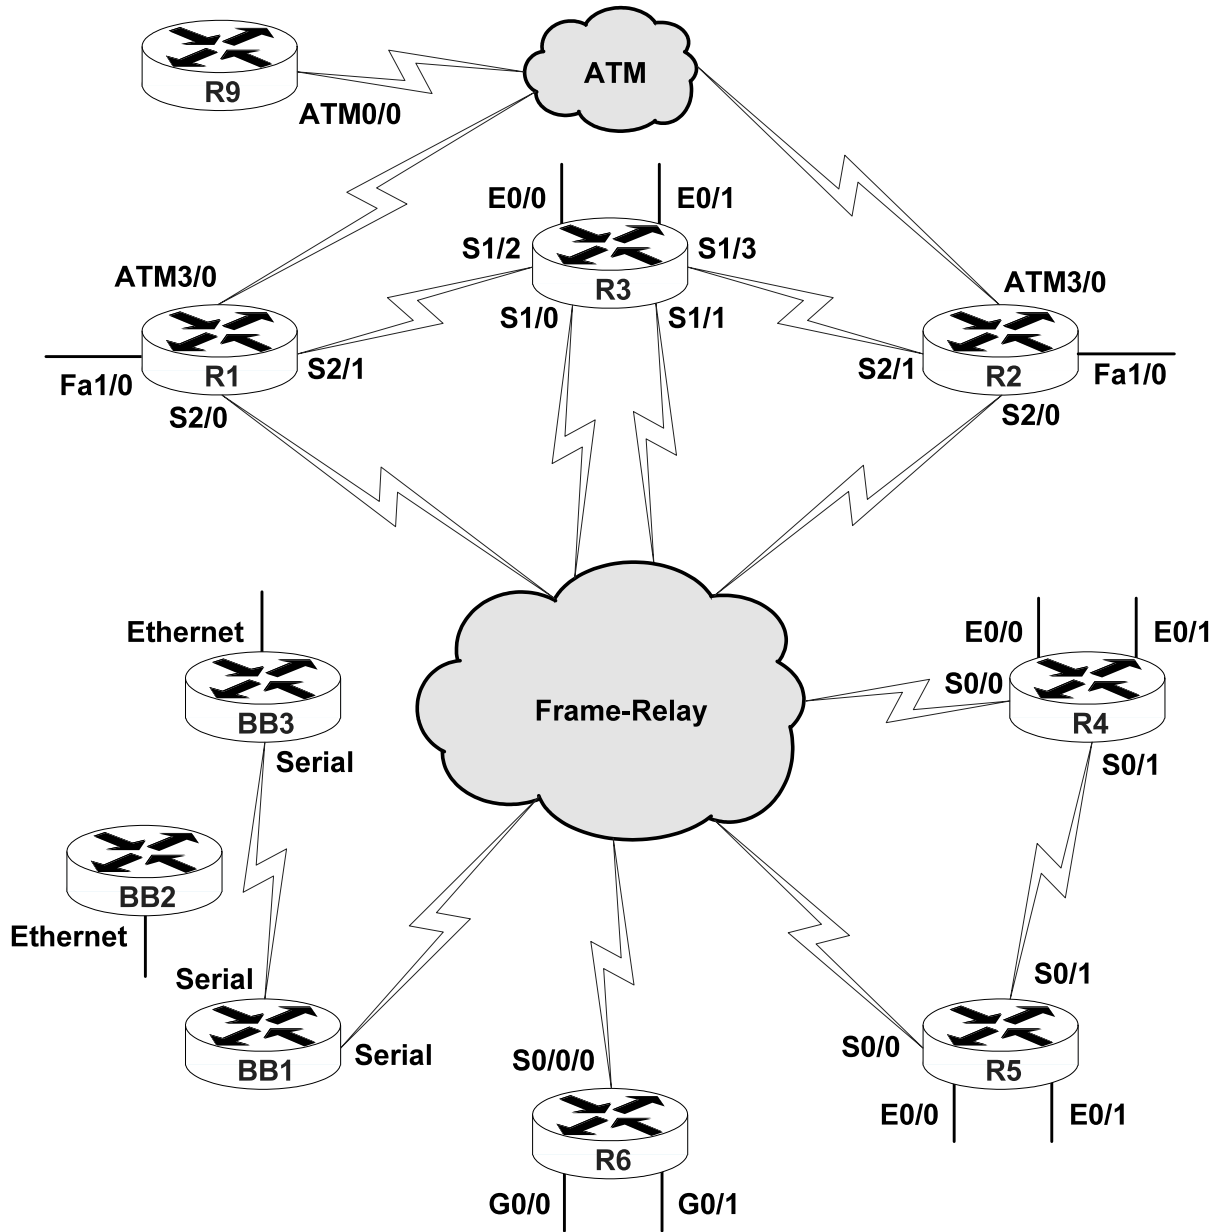 ATM
R9
ATM0/0
E0/0
E0/1
S1/2
S1/3
ATM3/0
R3
ATM3/0
S1/0
S1/1
R1
S2/1
S2/1
R2
Fa1/0
Fa1/0
S2/0
S2/0
Ethernet
E0/0
E0/1
S0/0
BB3
Frame-Relay
R4
Serial
S0/1
BB2
Ethernet
Serial
S0/1
BB1
Serial
S0/0/0
S0/0
R5
E0/0
E0/1
R6
G0/0
G0/1